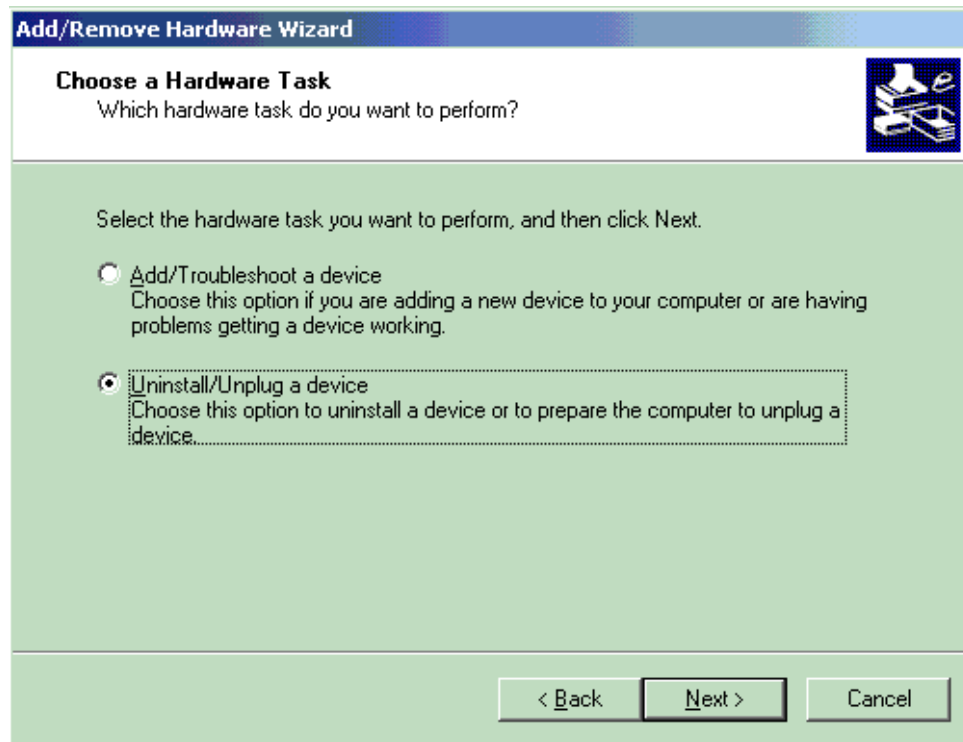 Add/Remove Hardware Wizard
Choose a Hardware Task
Which hardware task do you want to perform?
Select the hardware task you want to perform, and then click Next.
Add/Troubleshoot a device
Choose this option if you are adding a new device to your computer or are having
problems getting a device working.
Uninstall/Unplug a device
Choose this option to uninstall a device or to prepare the computer to unplug a
device.
< Back
Next >
Cancel